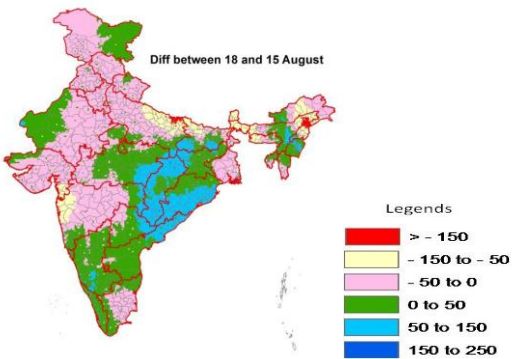 Diff between 18 and 15 August
Legends
> - 150
- 150 to - 50
- 50 to 0
0 to 50
50 to 150
150 to 250